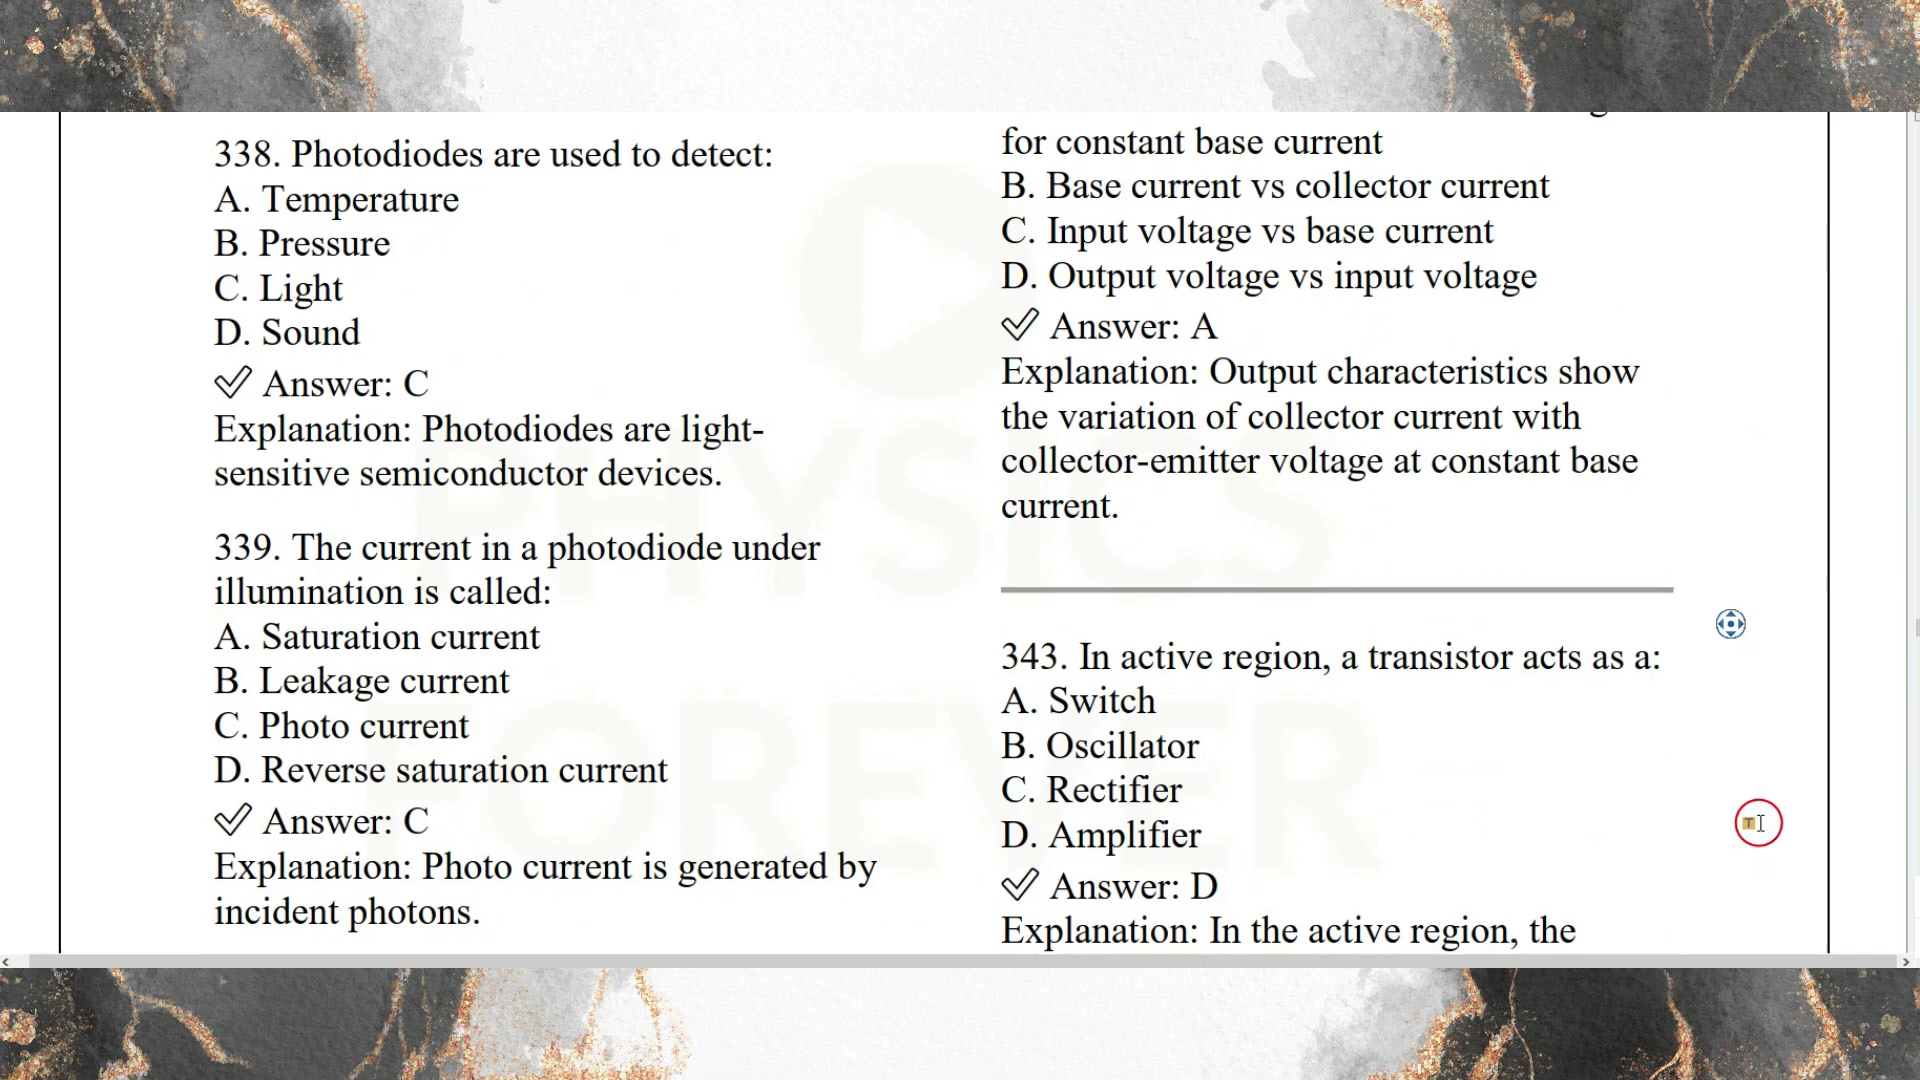 338. Photodiodes are used to detect:
A. Temperature
B. Pressure
C. Light
D. Sound
✓ Answer: C
Explanation: Photodiodes are light-
sensitive semiconductor devices.
339. The current in a photodiode under
illumination is called:
A. Saturation current
B. Leakage current
C. Photo current
D. Reverse saturation current
✓ Answer: C
Explanation: Photo current is generated by
incident photons.
for constant base current
B. Base current vs collector current
C. Input voltage vs base current
D. Output voltage vs input voltage
✓ Answer: A
Explanation: Output characteristics show
the variation of collector current with
collector-emitter voltage at constant base
current.
343. In active region, a transistor acts as a:
A. Switch
B. Oscillator
C. Rectifier
D. Amplifier
✓ Answer: D
Explanation: In the active region, the
PHYSICS
FOREVER